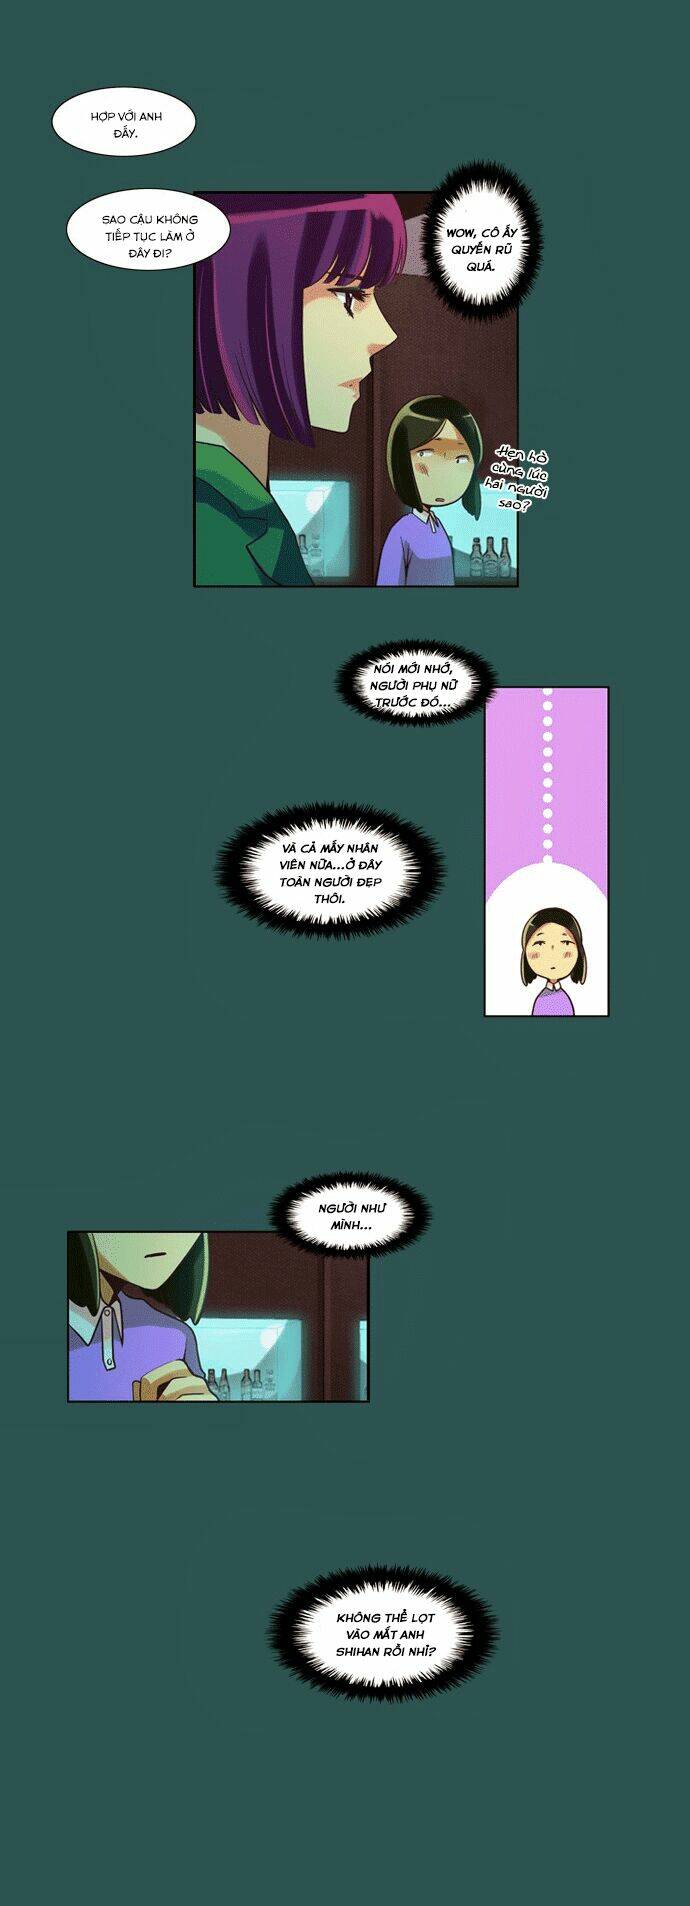 HỢP VỚI ANH
ĐẤY.
SAO CẬU KHÔNG
TIẾP TỤC LÀM Ở
ĐÂY ĐI?
WOW, CÔ ẤY
QUYẾN RŨ
QUÁ.
Hẹn hò
cùng lúc
hai người
sao?
NÓI MỚI NHỚ,
NGƯỜI PHỤ NỮ
TRƯỚC ĐÓ...
VÀ CẢ MẤY NHÂN
VIÊN NỮA...Ở ĐÂY
TOÀN NGƯỜI ĐẸP
THÔI.
NGƯỜI NHƯ
MÌNH...
KHÔNG THỂ LỌT
VÀO MẮT ANH
SHIHAN RỒI NHỈ?